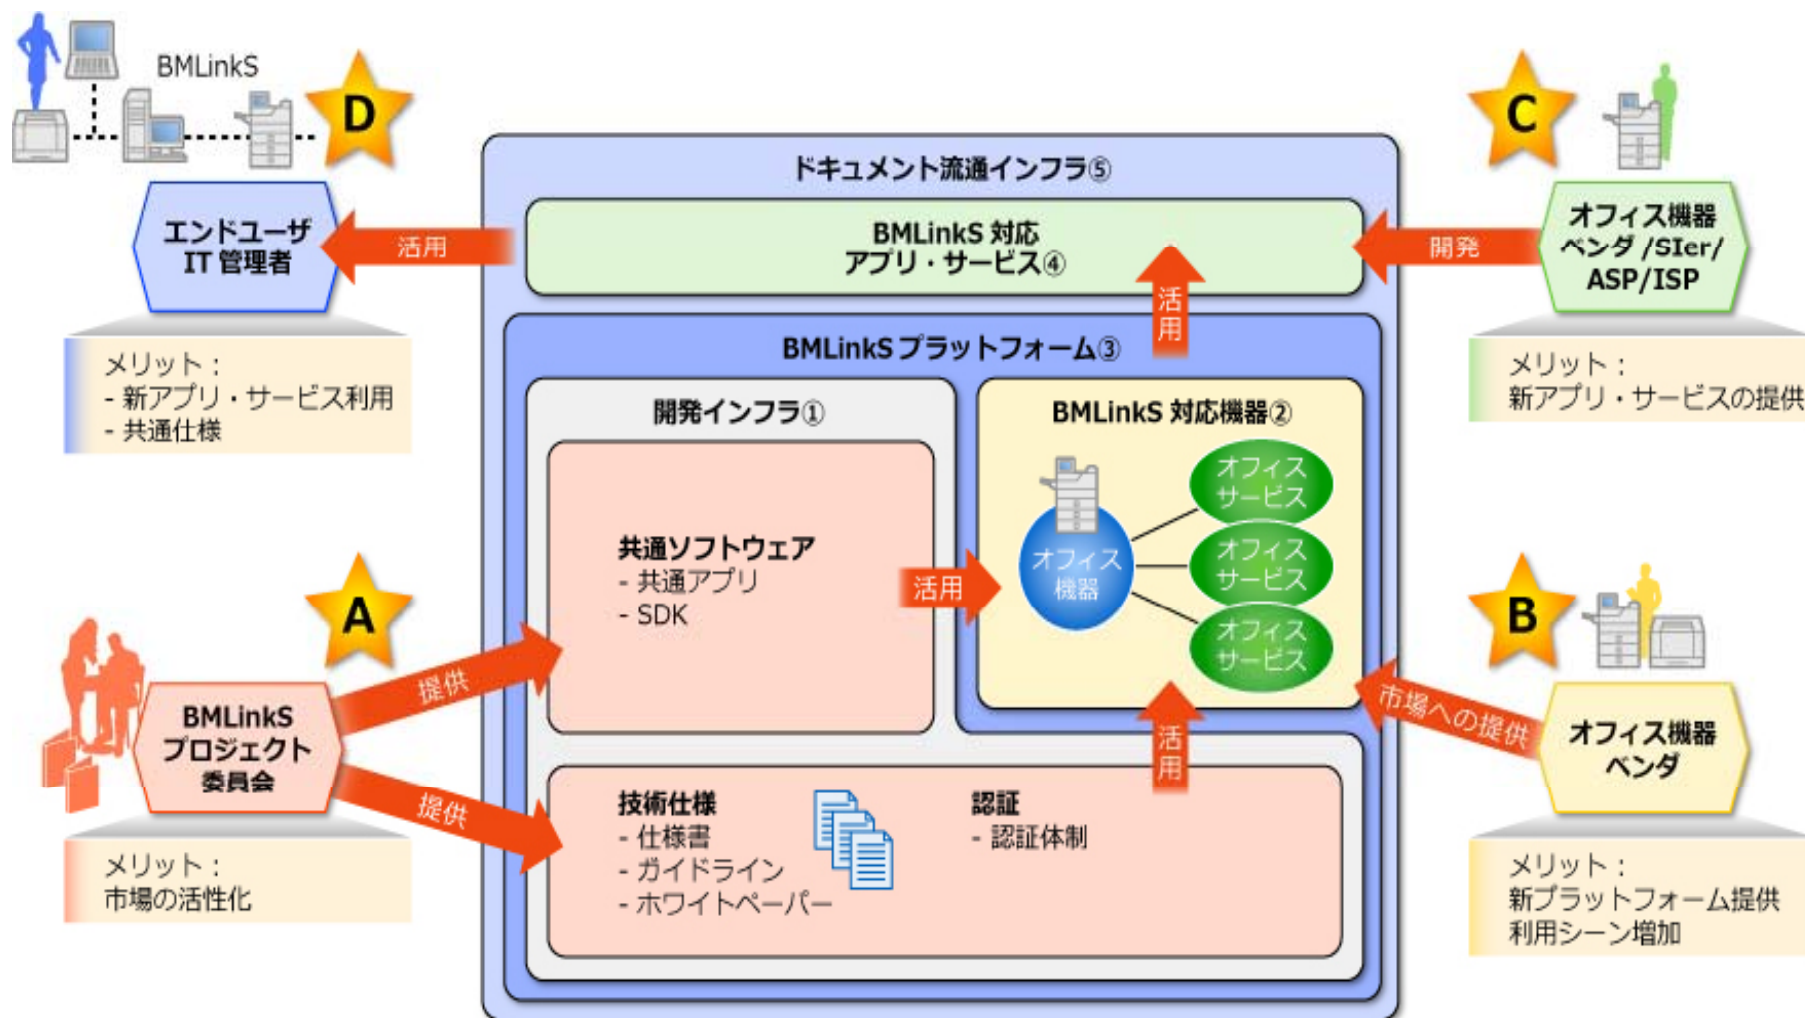 BMLinkS
D
エンドユーザ
IT 管理者
活用
メリット：
- 新アプリ・サービス利用
- 共通仕様
A
BMLinkS
プロジェクト
委員会
提供
提供
メリット：
市場の活性化
ドキュメント流通インフラ⑤
BMLinkS 対応
アプリ・サービス④
活用
BMLinkS プラットフォーム③
開発インフラ①
共通ソフトウェア
- 共通アプリ
- SDK
活用
BMLinkS 対応機器②
オフィス
機器
オフィス
サービス
オフィス
サービス
オフィス
サービス
活用
技術仕様
- 仕様書
- ガイドライン
- ホワイトペーパー
認証
- 認証体制
C
オフィス機器
ベンダ /SIer/
ASP/ISP
開発
メリット：
新アプリ・サービスの提供
B
オフィス機器
ベンダ
市場への提供
メリット：
新プラットフォーム提供
利用シーン増加